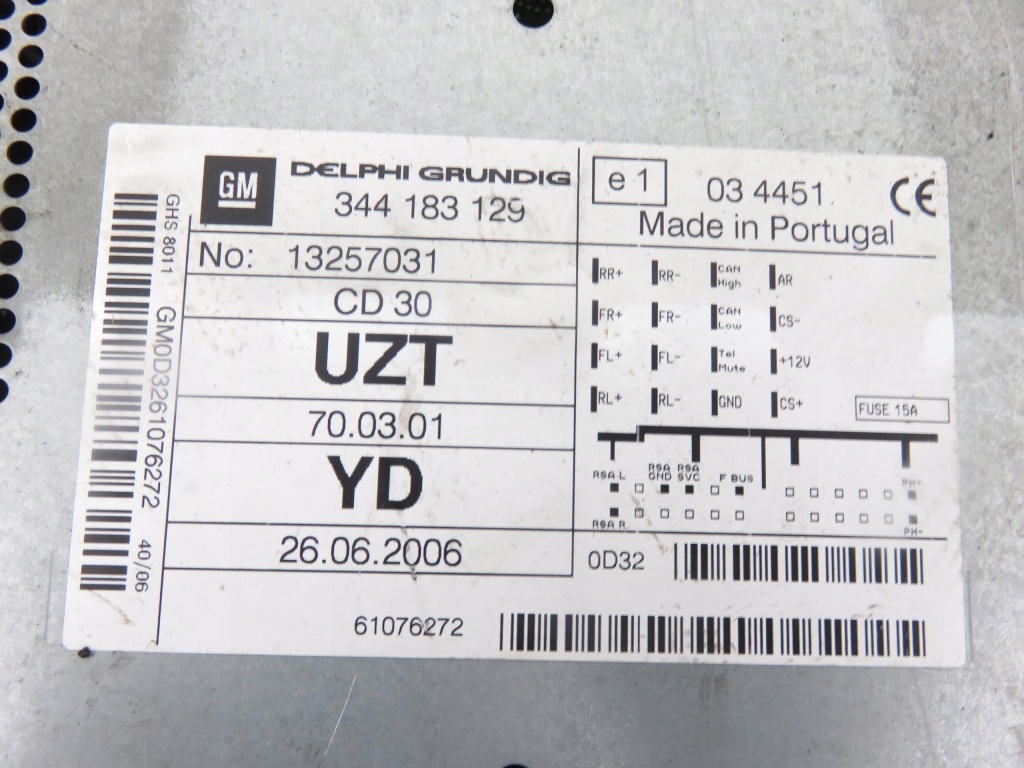 GM
DELPHI GRUNDIG
344 183 129
No: 13257031
CD 30
UZT
70.03.01
YD
26.06.2006
61076272
GHS 8011
GM0D3261076272
40/06
e 1
03 4451
CE
Made in Portugal
RR+ RR- CAN High AR
FR+ FR- CAN Low CS-
FL+ FL- Tel Mute +12V
RL+ RL- GND CS+
FUSE 15A
RSA L RSA GND RSA SVC F BUS PH+
RSA R PH-
0D32